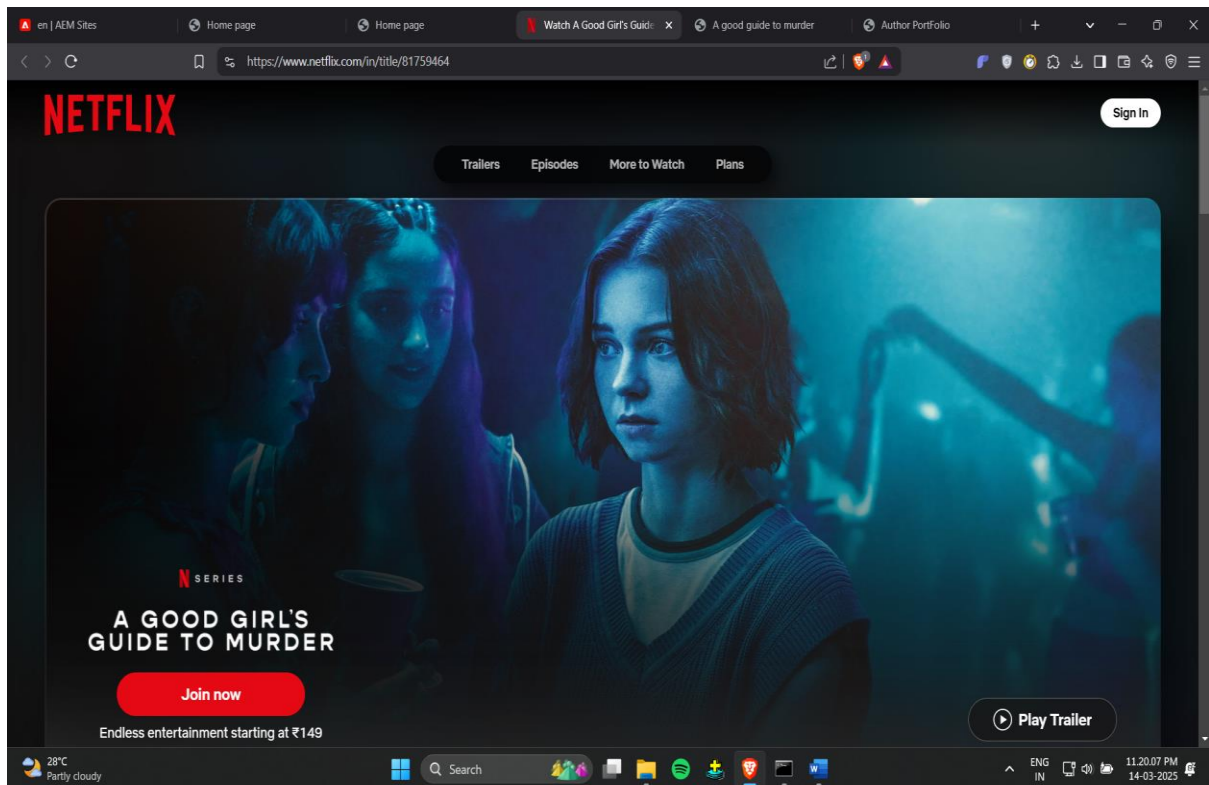 en | AEM Sites
Home page
Home page
Watch A Good Girl's Guide
A good guide to murder
Author PortFolio
https://www.netflix.com/in/title/81759464
NETFLIX
Sign In
Trailers Episodes More to Watch Plans
N SERIES
A GOOD GIRL'S
GUIDE TO MURDER
Join now
Endless entertainment starting at ₹149
Play Trailer
28°C
Partly cloudy
Search
ENG
IN
11.20.07 PM
14-03-2025